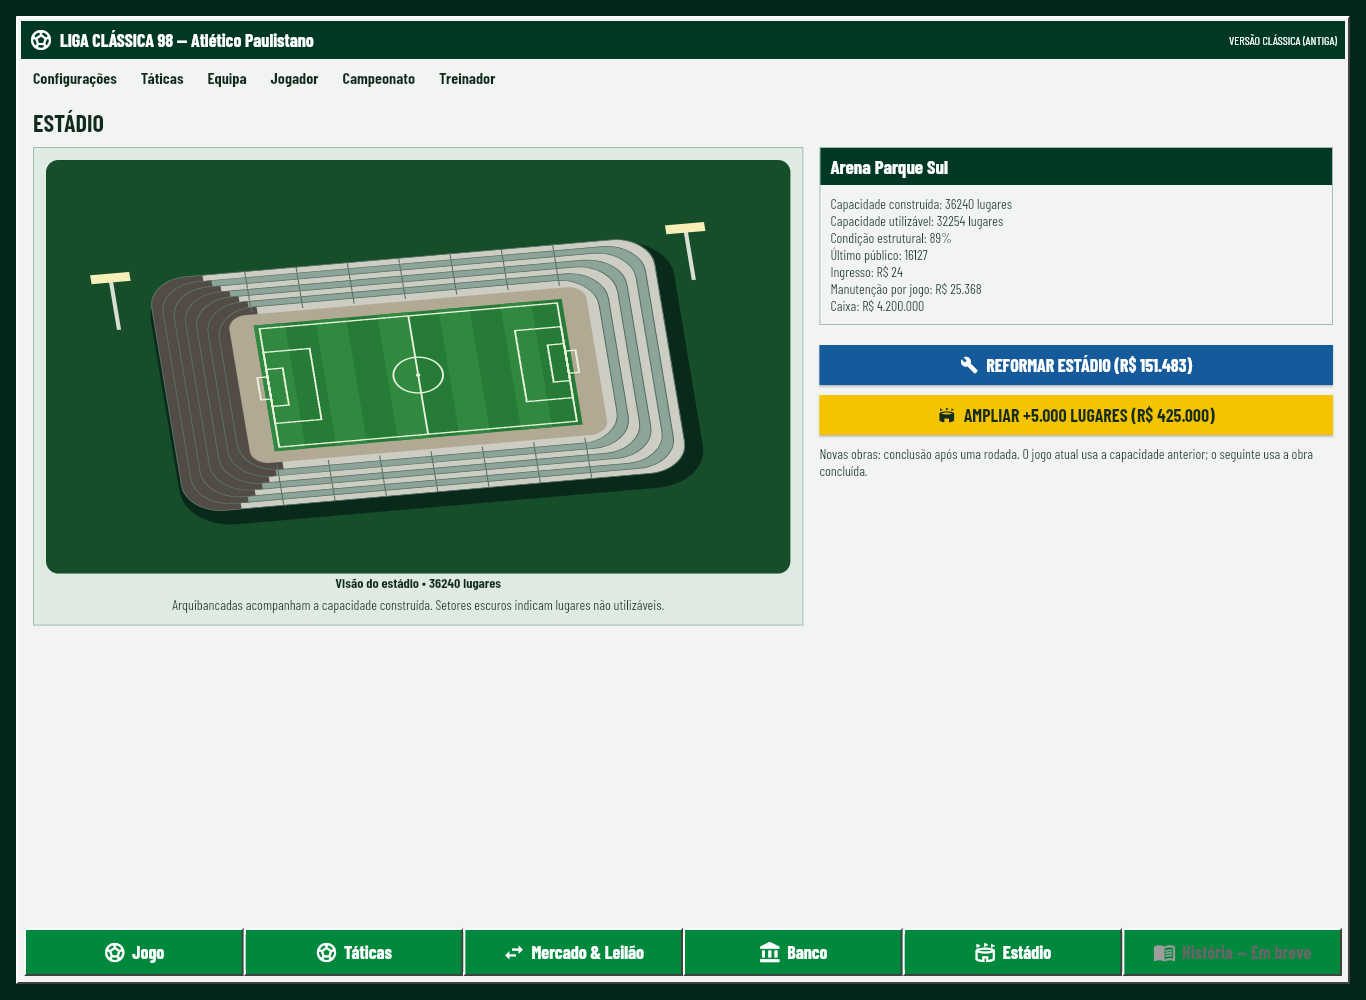 LIGA CLÁSSICA 98 — Atlético Paulistano
VERSÃO CLÁSSICA (ANTIGA)
Configurações Táticas Equipa Jogador Campeonato Treinador
ESTÁDIO
Visão do estádio • 36240 lugares
Arquibancadas acompanham a capacidade construída. Setores escuros indicam lugares não utilizáveis.
Arena Parque Sul
Capacidade construída: 36240 lugares
Capacidade utilizável: 32254 lugares
Condição estrutural: 89%
Último público: 16127
Ingresso: R$ 24
Manutenção por jogo: R$ 25.368
Caixa: R$ 4.200.000
REFORMAR ESTÁDIO (R$ 151.483)
AMPLIAR +5.000 LUGARES (R$ 425.000)
Novas obras: conclusão após uma rodada. O jogo atual usa a capacidade anterior; o seguinte usa a obra
concluída.
Jogo Táticas Mercado & Leilão Banco Estádio História — Em breve